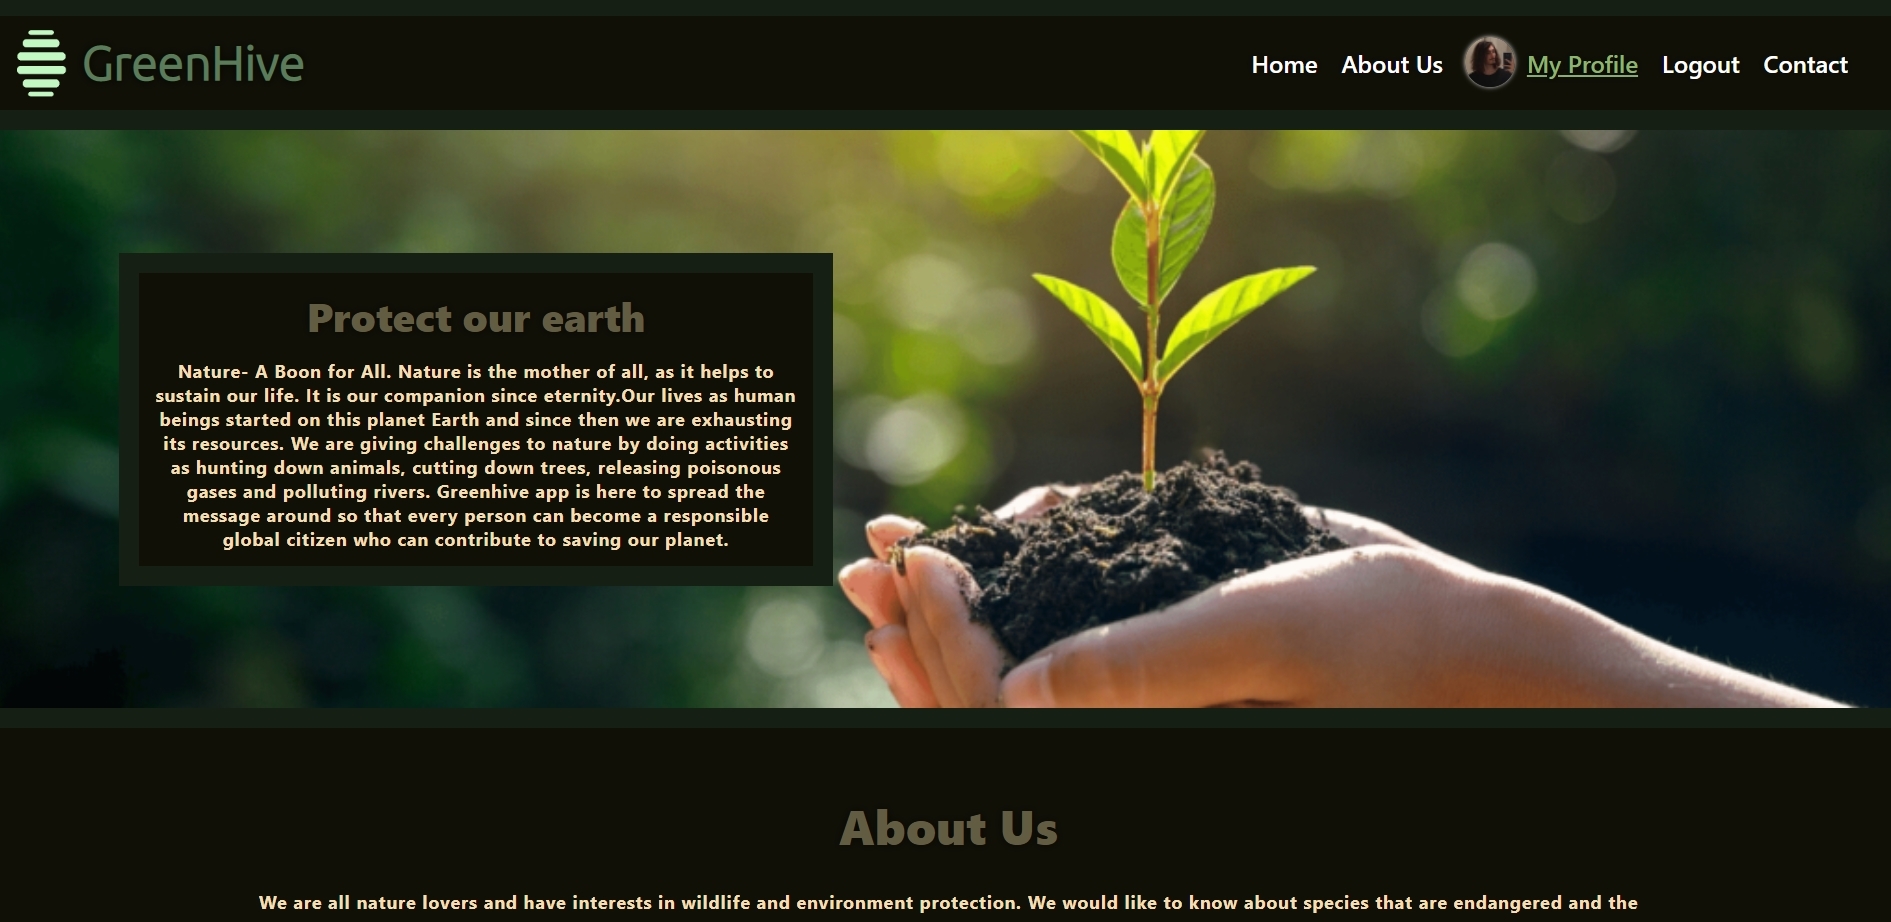 GreenHive
Home About Us My Profile Logout Contact
Protect our earth
Nature- A Boon for All. Nature is the mother of all, as it helps to
sustain our life. It is our companion since eternity.Our lives as human
beings started on this planet Earth and since then we are exhausting
its resources. We are giving challenges to nature by doing activities
as hunting down animals, cutting down trees, releasing poisonous
gases and polluting rivers. Greenhive app is here to spread the
message around so that every person can become a responsible
global citizen who can contribute to saving our planet.
About Us
We are all nature lovers and have interests in wildlife and environment protection. We would like to know about species that are endangered and the